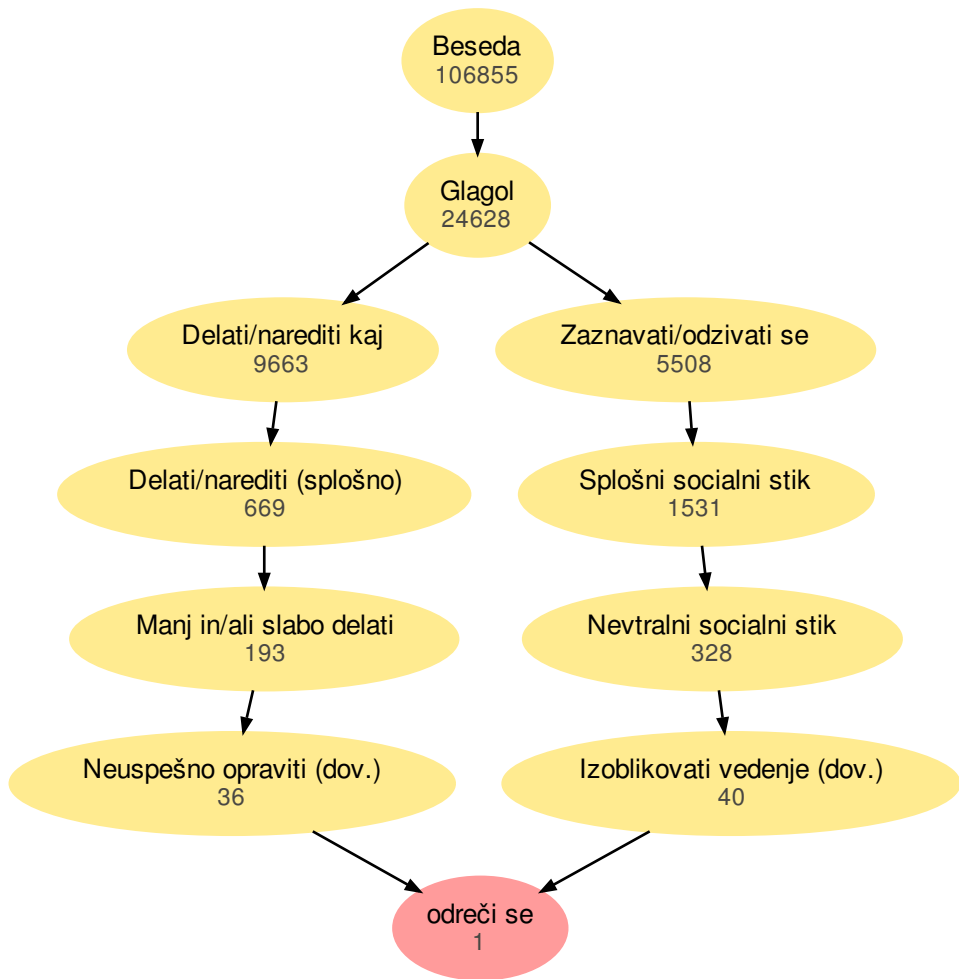 Beseda
106855
Glagol
24628
Delati/narediti kaj
9663
Zaznavati/odzivati se
5508
Delati/narediti (splošno)
669
Splošni socialni stik
1531
Manj in/ali slabo delati
193
Nevtralni socialni stik
328
Neuspešno opraviti (dov.)
36
Izoblikovati vedenje (dov.)
40
odreči se
1